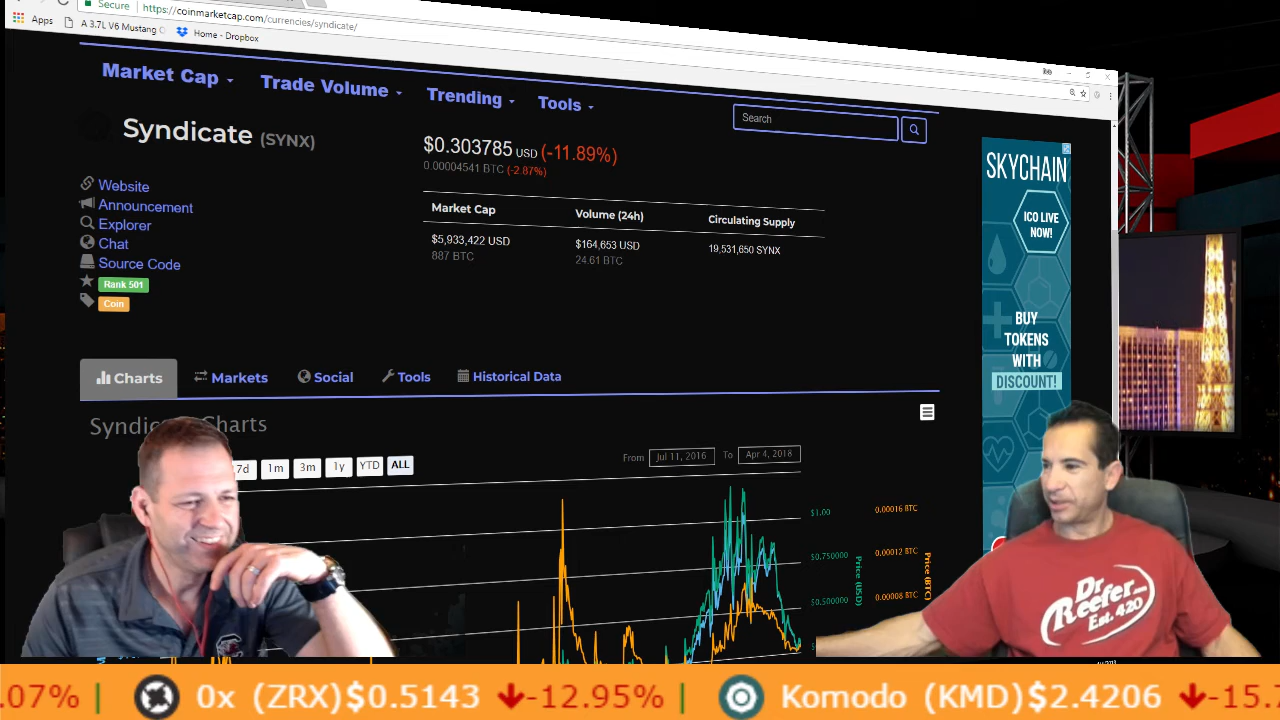 Secure
https://coinmarketcap.com/currencies/syndicate/
Apps
A 3.7L V6 Mustang
Home - Dropbox
Market Cap
Trade Volume
Trending
Tools
Search
Syndicate (SYNX)
$0.303785 USD (-11.89%)
0.00004541 BTC (-2.87%)
Website
Announcement
Explorer
Chat
Source Code
Rank 501
Coin
Market Cap
Volume (24h)
Circulating Supply
$5,933,422 USD
$164,653 USD
19,531,650 SYNX
887 BTC
24.61 BTC
SKYCHAIN
ICO LIVE
NOW!
BUY
TOKENS
WITH
DISCOUNT!
Charts
Markets
Social
Tools
Historical Data
Syndic Charts
7d
1m
3m
1y
YTD
ALL
From
Jul 11, 2016
To
Apr 4, 2018
$1.00
0.00016 BTC
$0.750000
0.00012 BTC
$0.500000
0.00008 BTC
Price (USD)
Price (BTC)
Dr
Reefer
Est. 420
.07% | 0x (ZRX) $0.5143 -12.95% | Komodo (KMD) $2.4206 -15.7